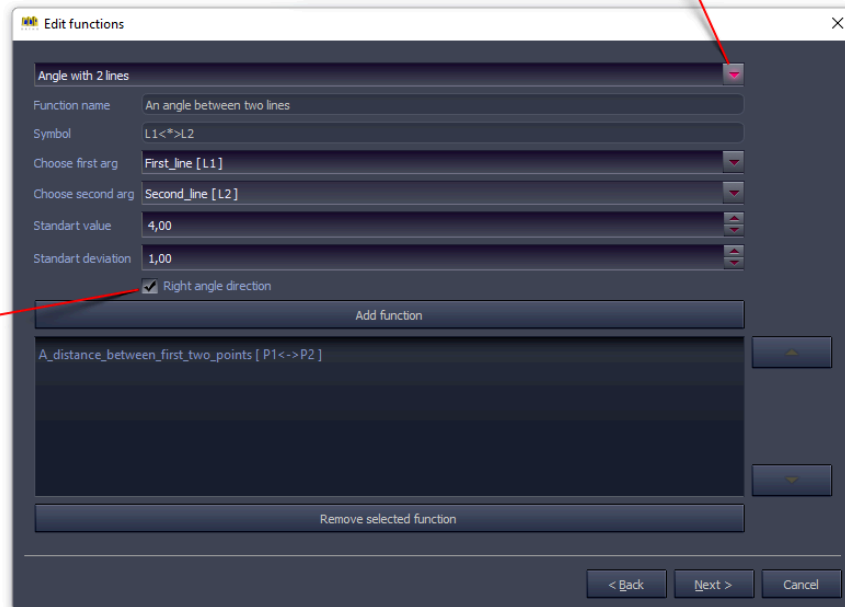 Edit functions
Angle with 2 lines
Function name An angle between two lines
Symbol L1<*>L2
Choose first arg First_line [ L1 ]
Choose second arg Second_line [ L2 ]
Standart value 4,00
Standart deviation 1,00
Right angle direction
Add function
A_distance_between_first_two_points [ P1<->P2 ]
Remove selected function
< Back Next > Cancel